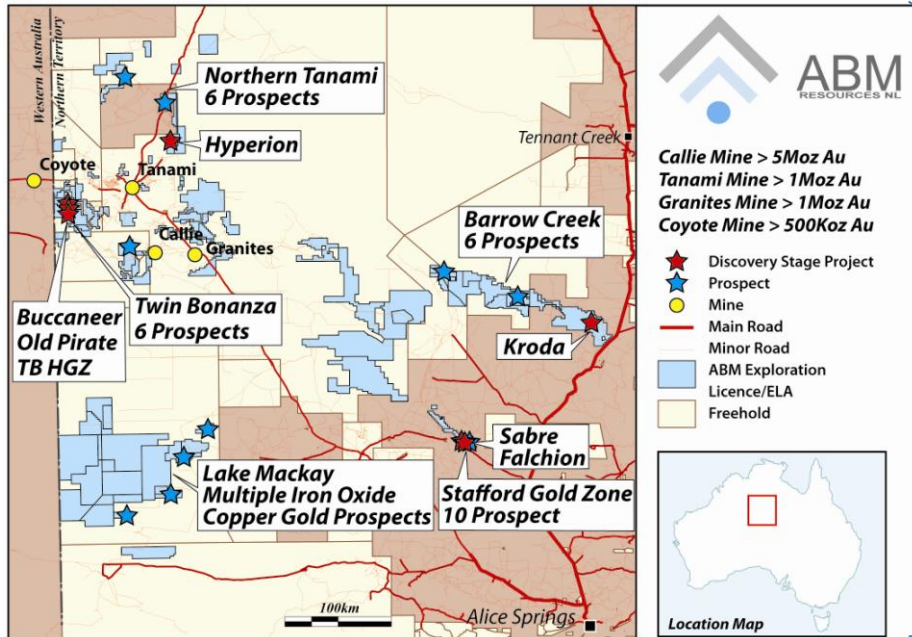 Western Australia
Northern Territory
Northern Tanami
6 Prospects
Hyperion
Coyote
Tanami
Callie
Granites
Buccaneer
Old Pirate
TB HGZ
Twin Bonanza
6 Prospects
Tennant Creek
Barrow Creek
6 Prospects
Kroda
Lake Mackay
Multiple Iron Oxide
Copper Gold Prospects
Sabre
Falchion
Stafford Gold Zone
10 Prospect
100km
Alice Springs
ABM
RESOURCES NL
Callie Mine > 5Moz Au
Tanami Mine > 1Moz Au
Granites Mine > 1Moz Au
Coyote Mine > 500Koz Au
Discovery Stage Project
Prospect
Mine
Main Road
Minor Road
ABM Exploration
Licence/ELA
Freehold
Location Map